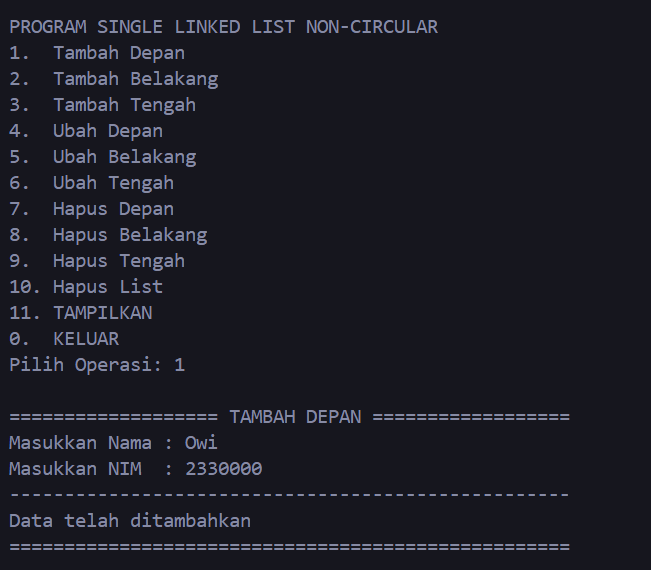 PROGRAM SINGLE LINKED LIST NON-CIRCULAR
1.  Tambah Depan
2.  Tambah Belakang
3.  Tambah Tengah
4.  Ubah Depan
5.  Ubah Belakang
6.  Ubah Tengah
7.  Hapus Depan
8.  Hapus Belakang
9.  Hapus Tengah
10. Hapus List
11. TAMPILKAN
0.  KELUAR
Pilih Operasi: 1

=================== TAMBAH DEPAN ==================
Masukkan Nama : Owi
Masukkan NIM  : 2330000
---------------------------------------------------
Data telah ditambahkan
===================================================